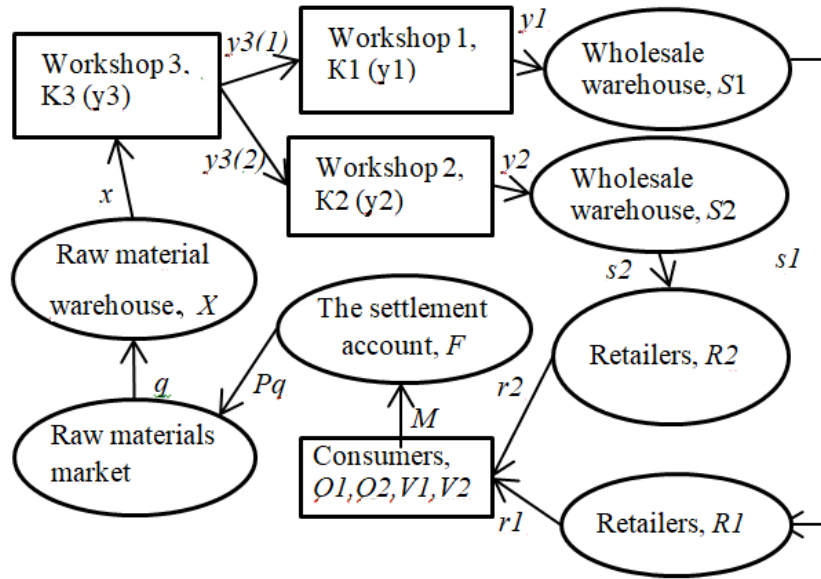 y3(1)
Workshop 3,
K3 (y3)
Workshop 1,
K1 (y1)
y1
Wholesale
warehouse, S1
y3(2)
Workshop 2,
К2 (y2)
y2
Wholesale
warehouse, S2
x
s2
s1
Raw material
warehouse, X
The settlement
account, F
Retailers, R2
q
Pq
r2
M
Raw materials
market
Consumers,
O1,O2,V1,V2
r1
Retailers, R1